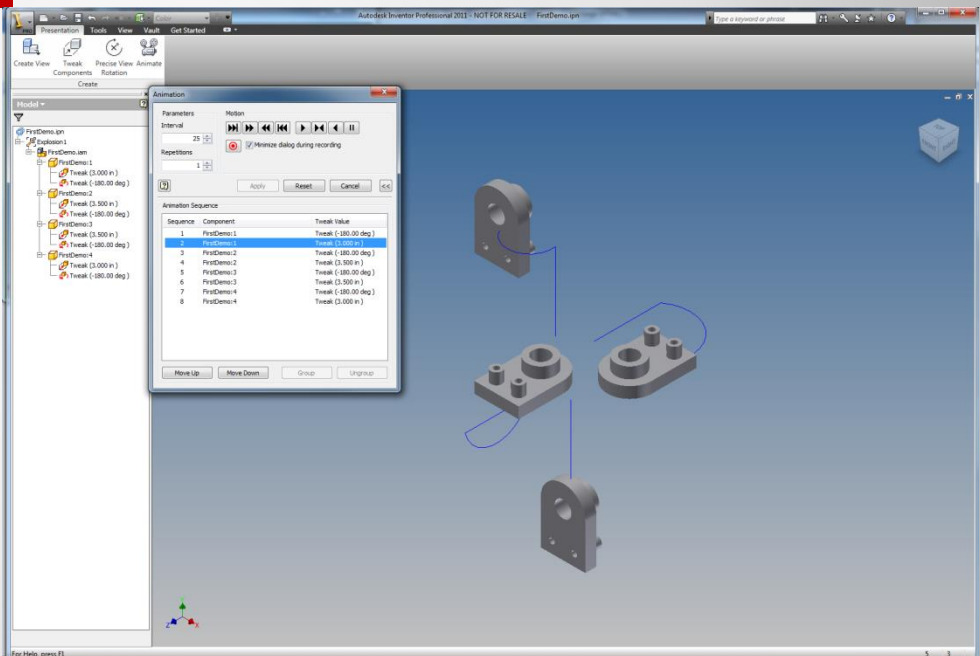 Color
Autodesk Inventor Professional 2011 - NOT FOR RESALE FirstDemo.ipn
Type a keyword or phrase
PRO Presentation Tools View Vault Get Started
Create View
Tweak Components
Precise View Rotation
Animate
Create
Model
FirstDemo.ipn
Explosion1
FirstDemo.iam
FirstDemo:1
Tweak (3.000 in )
Tweak (-180.00 deg )
FirstDemo:2
Tweak (3.500 in )
Tweak (-180.00 deg )
FirstDemo:3
Tweak (3.500 in )
Tweak (-180.00 deg )
FirstDemo:4
Tweak (3.000 in )
Tweak (-180.00 deg )
Animation
Parameters
Interval
25
Repetitions
1
Motion
Minimize dialog during recording
Apply Reset Cancel <<
Animation Sequence
Sequence Component Tweak Value
1 FirstDemo:1 Tweak (-180.00 deg )
2 FirstDemo:1 Tweak (3.000 in )
3 FirstDemo:2 Tweak (-180.00 deg )
4 FirstDemo:2 Tweak (3.500 in )
5 FirstDemo:3 Tweak (-180.00 deg )
6 FirstDemo:3 Tweak (3.500 in )
7 FirstDemo:4 Tweak (-180.00 deg )
8 FirstDemo:4 Tweak (3.000 in )
Move Up Move Down Group Ungroup
Y
Z X
For Help, press F1
5 3